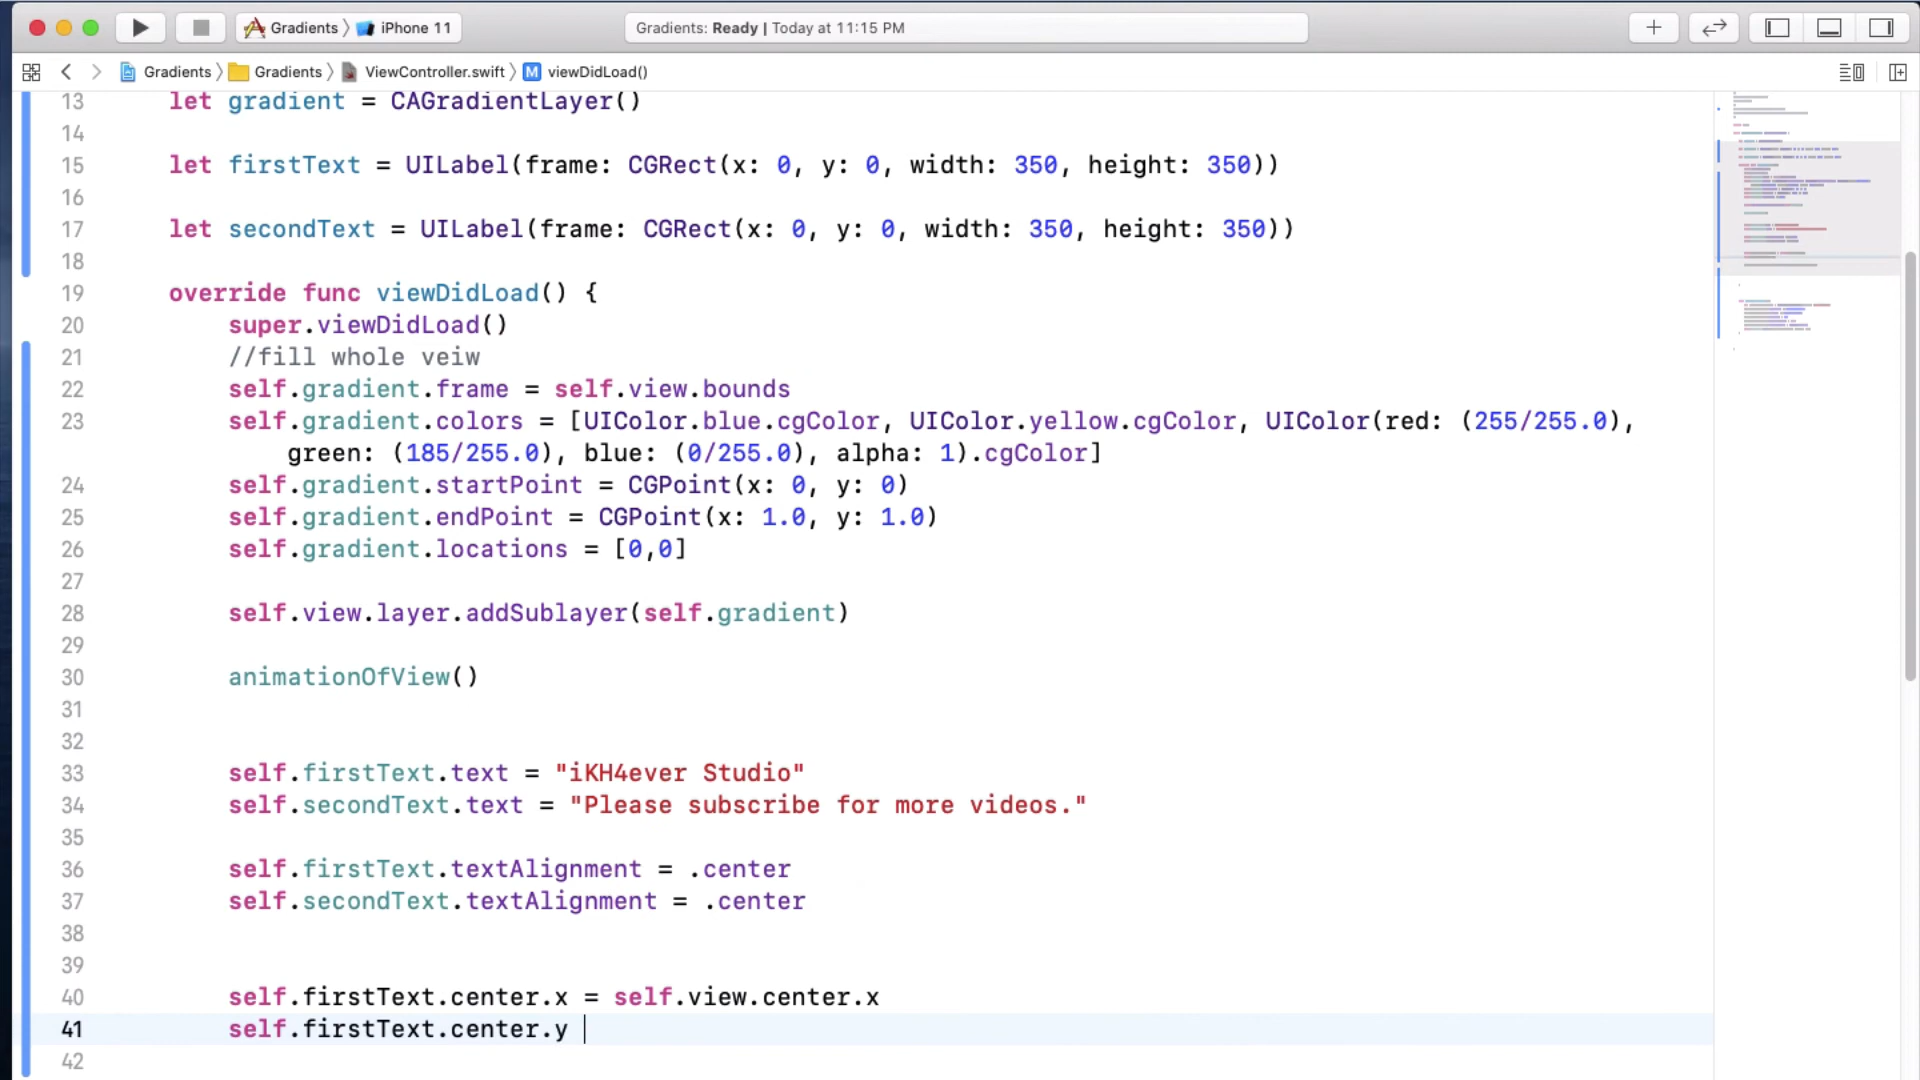 Gradients 〉 iPhone 11
Gradients: Ready | Today at 11:15 PM
Gradients 〉 Gradients 〉 ViewController.swift 〉 M viewDidLoad()
13 let gradient = CAGradientLayer()
14
15 let firstText = UILabel(frame: CGRect(x: 0, y: 0, width: 350, height: 350))
16
17 let secondText = UILabel(frame: CGRect(x: 0, y: 0, width: 350, height: 350))
18
19 override func viewDidLoad() {
20 super.viewDidLoad()
21 //fill whole veiw
22 self.gradient.frame = self.view.bounds
23 self.gradient.colors = [UIColor.blue.cgColor, UIColor.yellow.cgColor, UIColor(red: (255/255.0),
green: (185/255.0), blue: (0/255.0), alpha: 1).cgColor]
24 self.gradient.startPoint = CGPoint(x: 0, y: 0)
25 self.gradient.endPoint = CGPoint(x: 1.0, y: 1.0)
26 self.gradient.locations = [0,0]
27
28 self.view.layer.addSublayer(self.gradient)
29
30 animationOfView()
31
32
33 self.firstText.text = "iKH4ever Studio"
34 self.secondText.text = "Please subscribe for more videos."
35
36 self.firstText.textAlignment = .center
37 self.secondText.textAlignment = .center
38
39
40 self.firstText.center.x = self.view.center.x
41 self.firstText.center.y
42